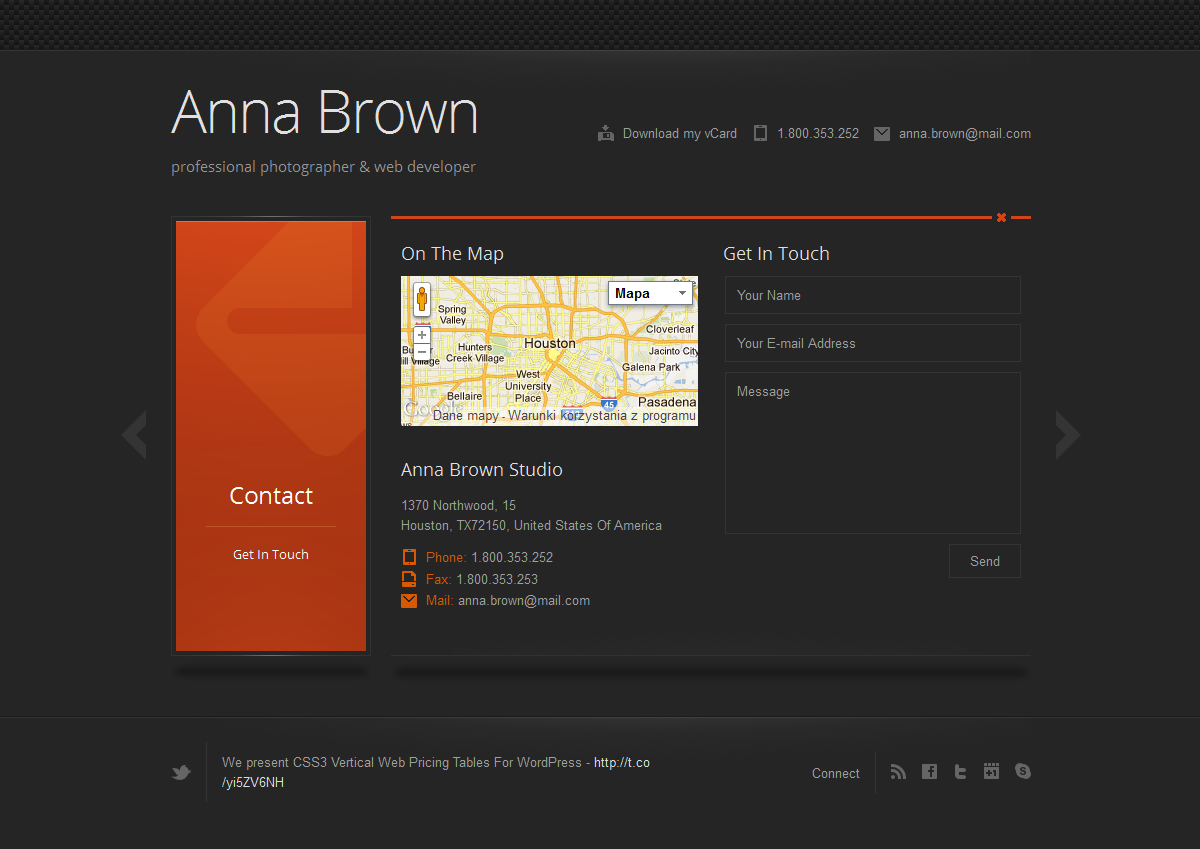 Anna Brown
professional photographer & web developer
Download my vCard
1.800.353.252
anna.brown@mail.com
Contact
Get In Touch
On The Map
Mapa
Spring
Valley
Cloverleaf
Houston
Hunters
Creek Village
Jacinto City
Galena Park
West
University
Place
Bellaire
Pasadena
45
Google
Dane mapy - Warunki korzystania z programu
Anna Brown Studio
1370 Northwood, 15
Houston, TX72150, United States Of America
Phone: 1.800.353.252
Fax: 1.800.353.253
Mail: anna.brown@mail.com
Get In Touch
Your Name
Your E-mail Address
Message
Send
We present CSS3 Vertical Web Pricing Tables For WordPress - http://t.co
/yi5ZV6NH
Connect